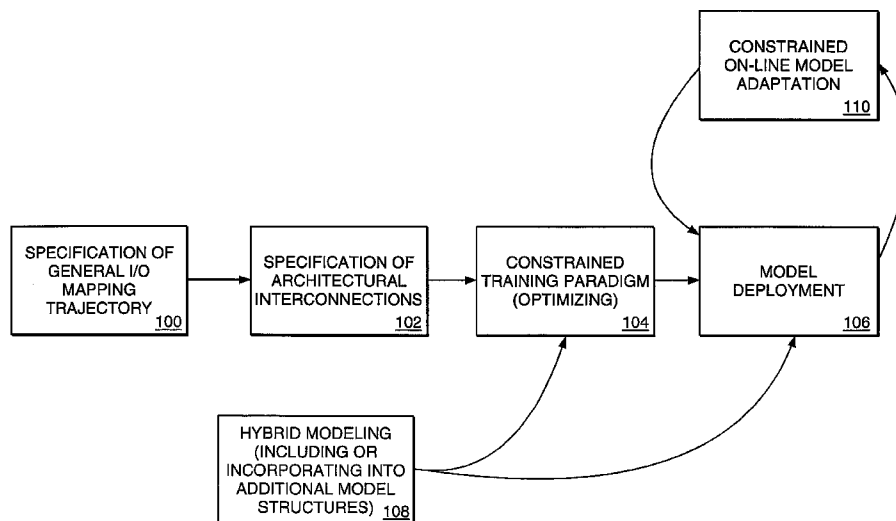 CONSTRAINED
ON-LINE MODEL
ADAPTATION
110
SPECIFICATION OF
GENERAL I/O
MAPPING
TRAJECTORY
100
SPECIFICATION OF
ARCHITECTURAL
INTERCONNECTIONS
102
CONSTRAINED
TRAINING PARADIGM
(OPTIMIZING)
104
MODEL
DEPLOYMENT
106
HYBRID MODELING
(INCLUDING OR
INCORPORATING INTO
ADDITIONAL MODEL
STRUCTURES)
108